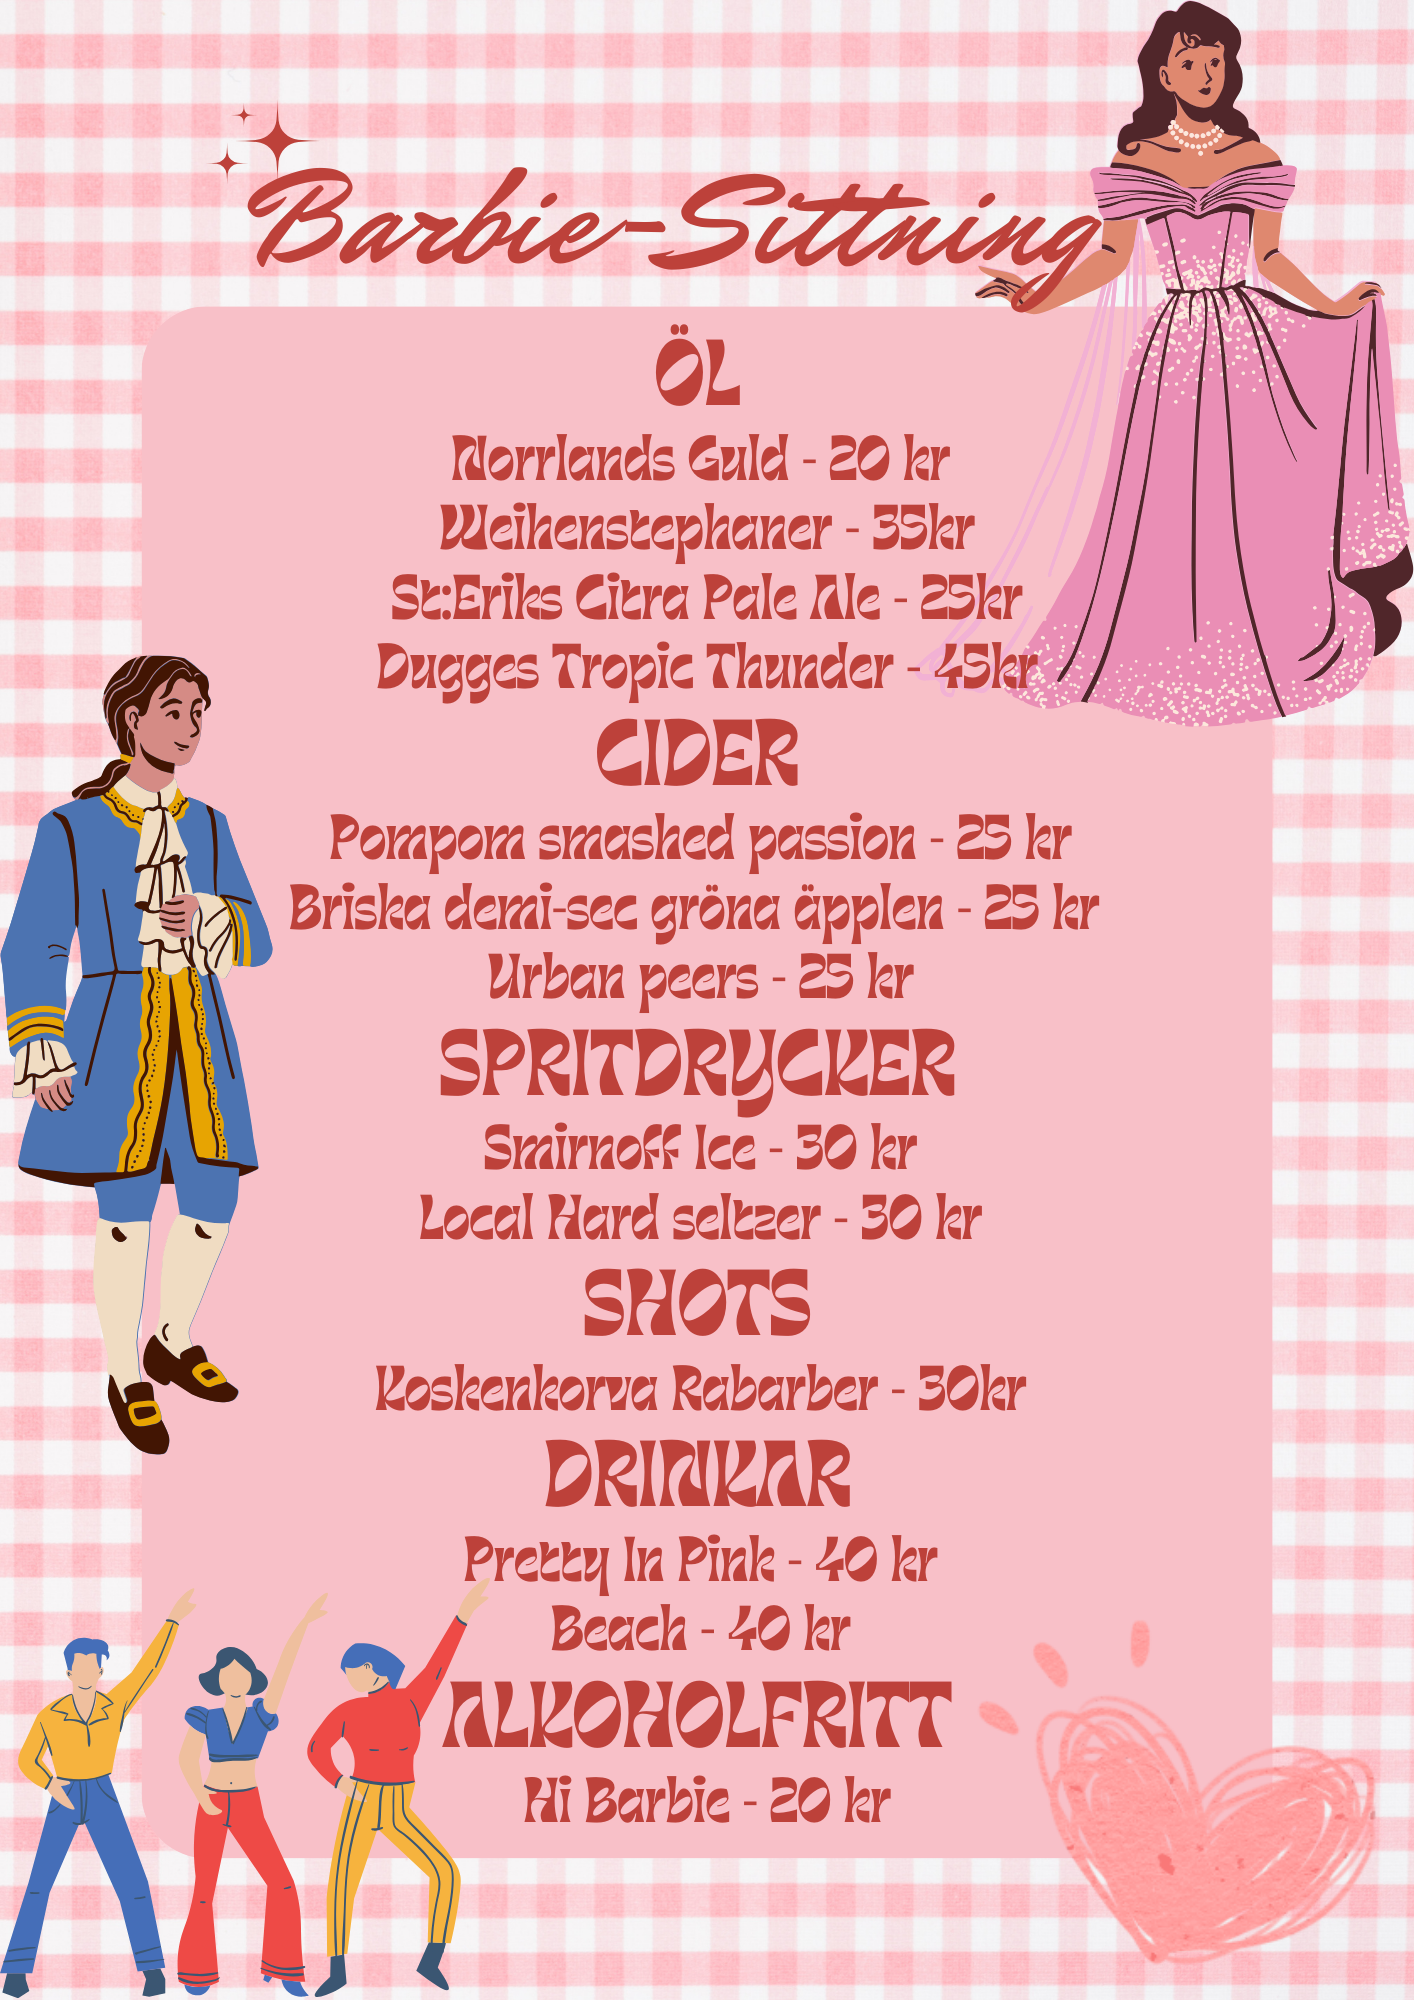 Barbie-Sittning
ÖL
Norrlands Guld - 20 kr
Weihenstephaner - 35kr
St:Eriks Citra Pale Ale - 25kr
Dugges Tropic Thunder - 45kr
CIDER
Pompom smashed passion - 25 kr
Briska demi-sec gröna äpplen - 25 kr
Urban peers - 25 kr
SPRITDRYCKER
Smirnoff Ice - 30 kr
Local Hard seltzer - 30 kr
SHOTS
Koskenkorva Rabarber - 30kr
DRINKAR
Pretty In Pink - 40 kr
Beach - 40 kr
ALKOHOLFRITT
Hi Barbie - 20 kr